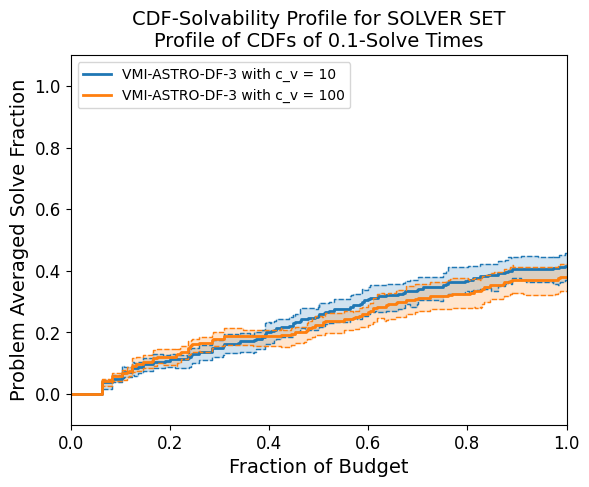 CDF-Solvability Profile for SOLVER SET
Profile of CDFs of 0.1-Solve Times
VMI-ASTRO-DF-3 with c_v = 10
VMI-ASTRO-DF-3 with c_v = 100
Problem Averaged Solve Fraction
1.0
0.8
0.6
0.4
0.2
0.0
0.0 0.2 0.4 0.6 0.8 1.0
Fraction of Budget